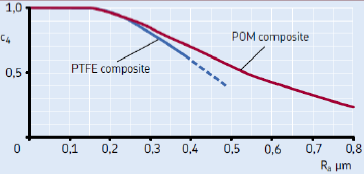 1,0
c4
0,5
POM composite
PTFE composite
0 0,1 0,2 0,3 0,4 0,5 0,6 0,7 0,8
Ra µm